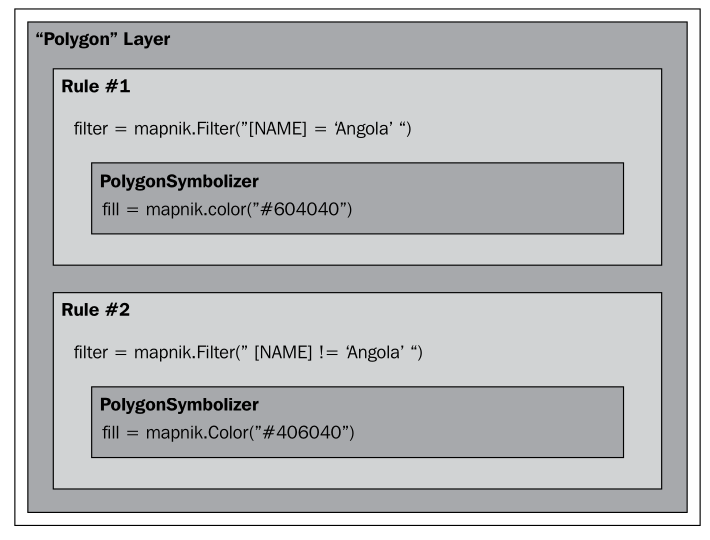 “Polygon” Layer
Rule #1
filter = mapnik.Filter(”[NAME] = ‘Angola’ “)
PolygonSymbolizer
fill = mapnik.color(”#604040”)
Rule #2
filter = mapnik.Filter(” [NAME] != ‘Angola’ “)
PolygonSymbolizer
fill = mapnik.Color(”#406040”)